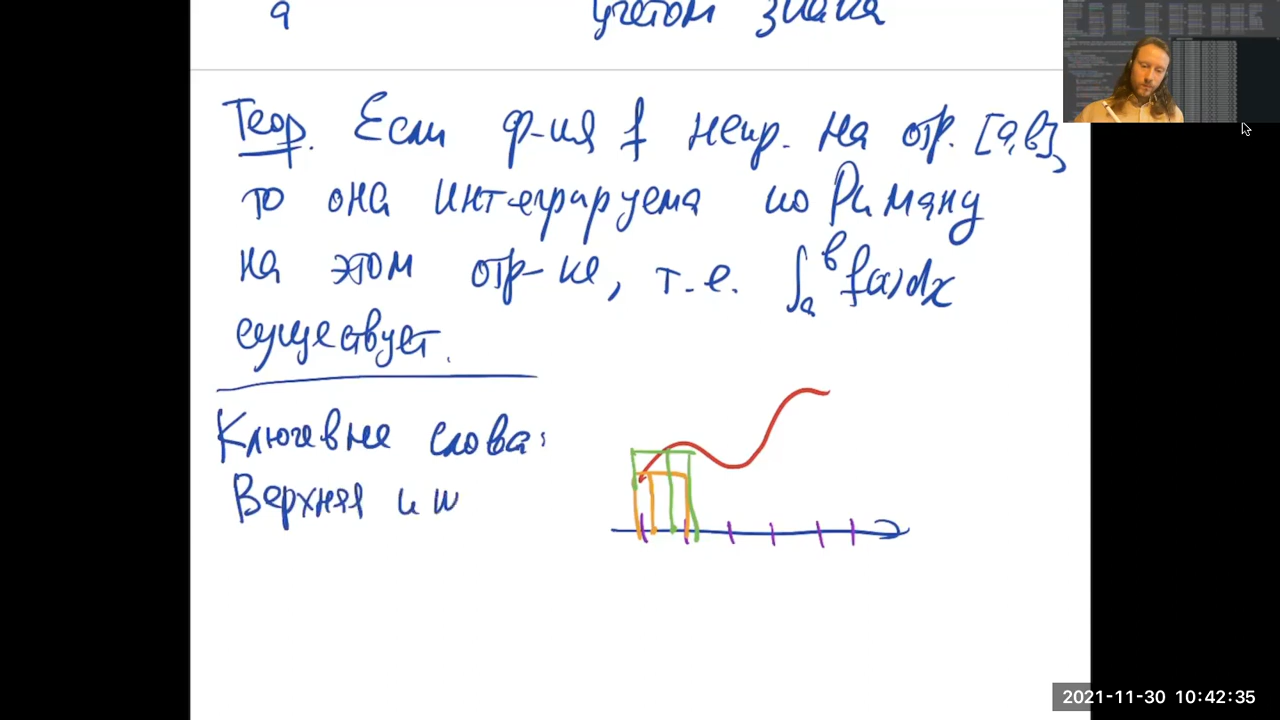 a учетом знака
Теор. Если ф-ия f непр. на отр. [a,b],
то она интегрируема по Риману
на этом отр-ке, т.е. ∫ₐᵇ f(x)dx
существует.
Ключевые слова:
Верхняя и н
2021-11-30 10:42:35